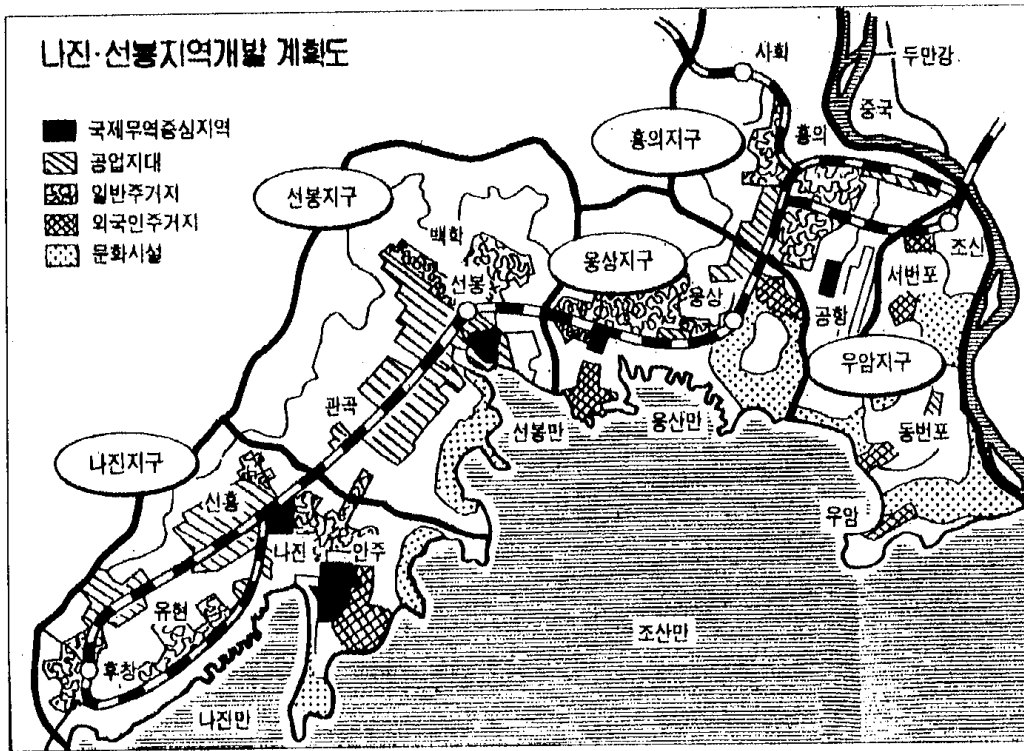 나진·선봉지역개발 계획도
국제무역중심지역
공업지대
일반주거지
외국인주거지
문화시설
사회
두만강
중국
홍의지구
홍의
선봉지구
백학
웅상지구
선봉
웅상
조산
서번포
공항
우암지구
관곡
선봉만
웅산만
동번포
나진지구
신흥
우암
나진
안주
유현
조산만
후창
나진만